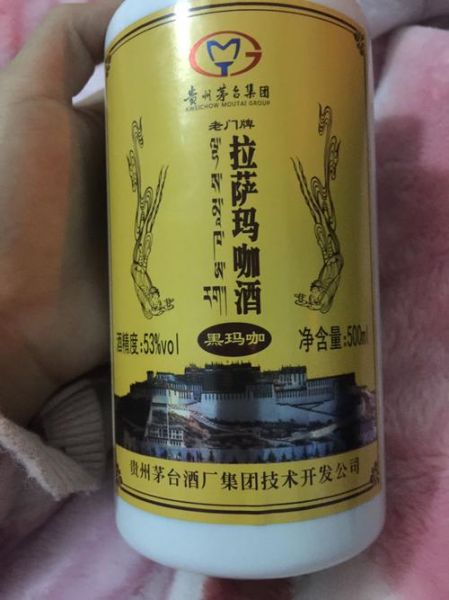 贵州茅台集团
KWEICHOW MOUTAI GROUP
老门牌
拉萨玛咖酒
酒精度:53%vol
黑玛咖
净含量:500ml
贵州茅台酒厂集团技术开发公司